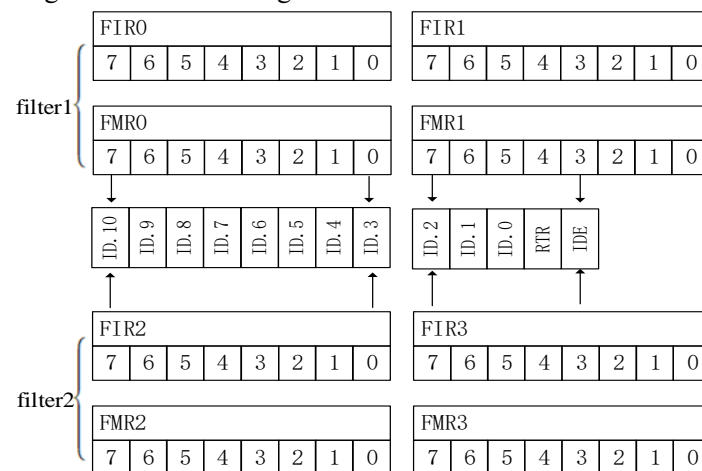 FIR0 FIR1
7 6 5 4 3 2 1 0 7 6 5 4 3 2 1 0
filter1
FMR0 FMR1
7 6 5 4 3 2 1 0 7 6 5 4 3 2 1 0
ID.10 ID.9 ID.8 ID.7 ID.6 ID.5 ID.4 ID.3 ID.2 ID.1 ID.0 RTR IDE
FIR2 FIR3
7 6 5 4 3 2 1 0 7 6 5 4 3 2 1 0
filter2
FMR2 FMR3
7 6 5 4 3 2 1 0 7 6 5 4 3 2 1 0